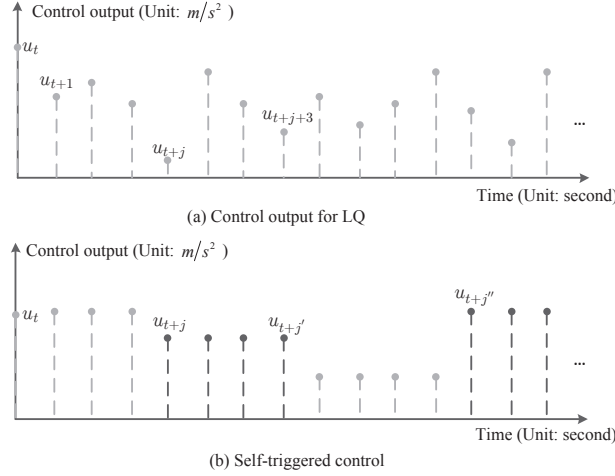 Control output (Unit: m/s²)
u_t
u_{t+1}
u_{t+j}
u_{t+j+3}
...
Time (Unit: second)
(a) Control output for LQ
Control output (Unit: m/s² )
u_t
u_{t+j}
u_{t+j'}
u_{t+j''}
...
Time (Unit: second)
(b) Self-triggered control